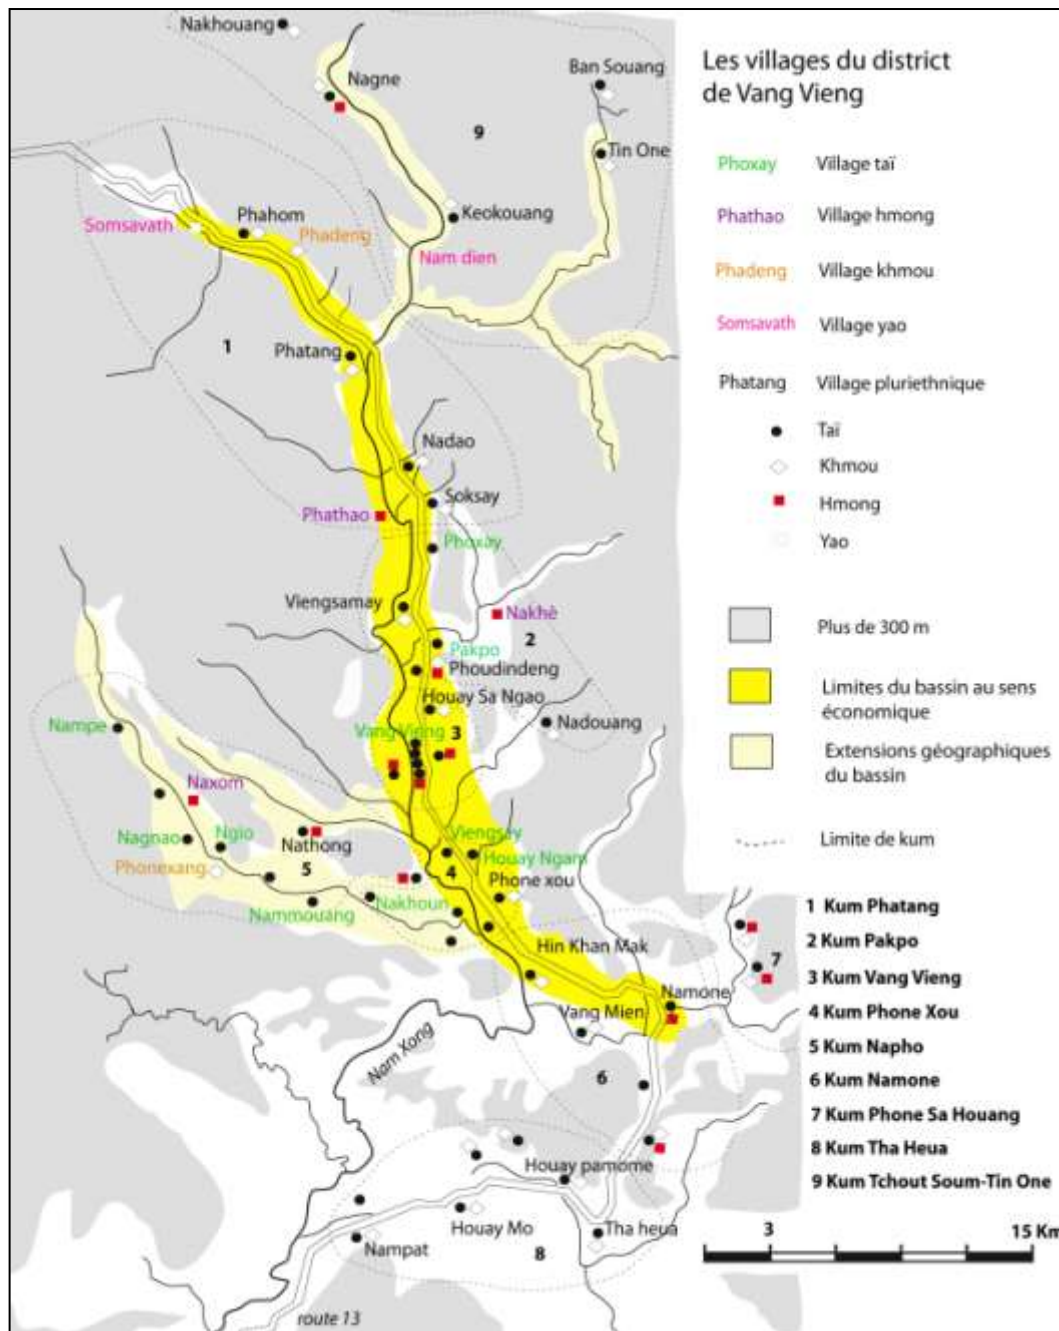 Nakhouang
Nagne
Ban Souang
9
Tin One
Somsavath
Phahom
Phadeng
Keokouang
Nam dien
1
Phatang
Nadao
Soksay
Phathao
Phoxay
Viengsamay
Nakhè
2
Pakpo
Phoudindeng
Houay Sa Ngao
Nampe
Vang Vieng
3
Nadouang
Naxom
Nagnao
Ngio
Nathong
Viengsay
Houay Ngam
Phonexang
5
4
Phone xou
Nammouang
Nakhoun
Hin Khan Mak
7
Namone
Vang Mien
Nam Xong
6
Houay pamome
Houay Mo
Tha heua
Nampat
8
route 13
Les villages du district
de Vang Vieng
Phoxay Village taï
Phathao Village hmong
Phadeng Village khmou
Somsavath Village yao
Phatang Village pluriethnique
Taï
Khmou
Hmong
Yao
Plus de 300 m
Limites du bassin au sens
économique
Extensions géographiques
du bassin
Limite de kum
1 Kum Phatang
2 Kum Pakpo
3 Kum Vang Vieng
4 Kum Phone Xou
5 Kum Napho
6 Kum Namone
7 Kum Phone Sa Houang
8 Kum Tha Heua
9 Kum Tchout Soum-Tin One
3 15 Km